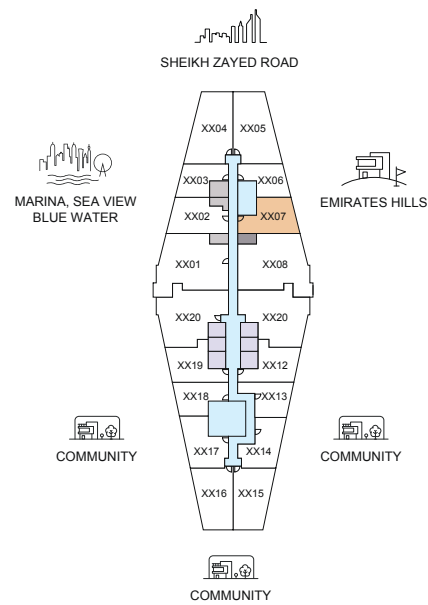 SHEIKH ZAYED ROAD
XX04 XX05
XX03 XX06
MARINA, SEA VIEW
BLUE WATER
EMIRATES HILLS
XX02 XX07
XX01 XX08
XX20 XX20
XX19 XX12
XX18 XX13
COMMUNITY
COMMUNITY
XX17 XX14
XX16 XX15
COMMUNITY